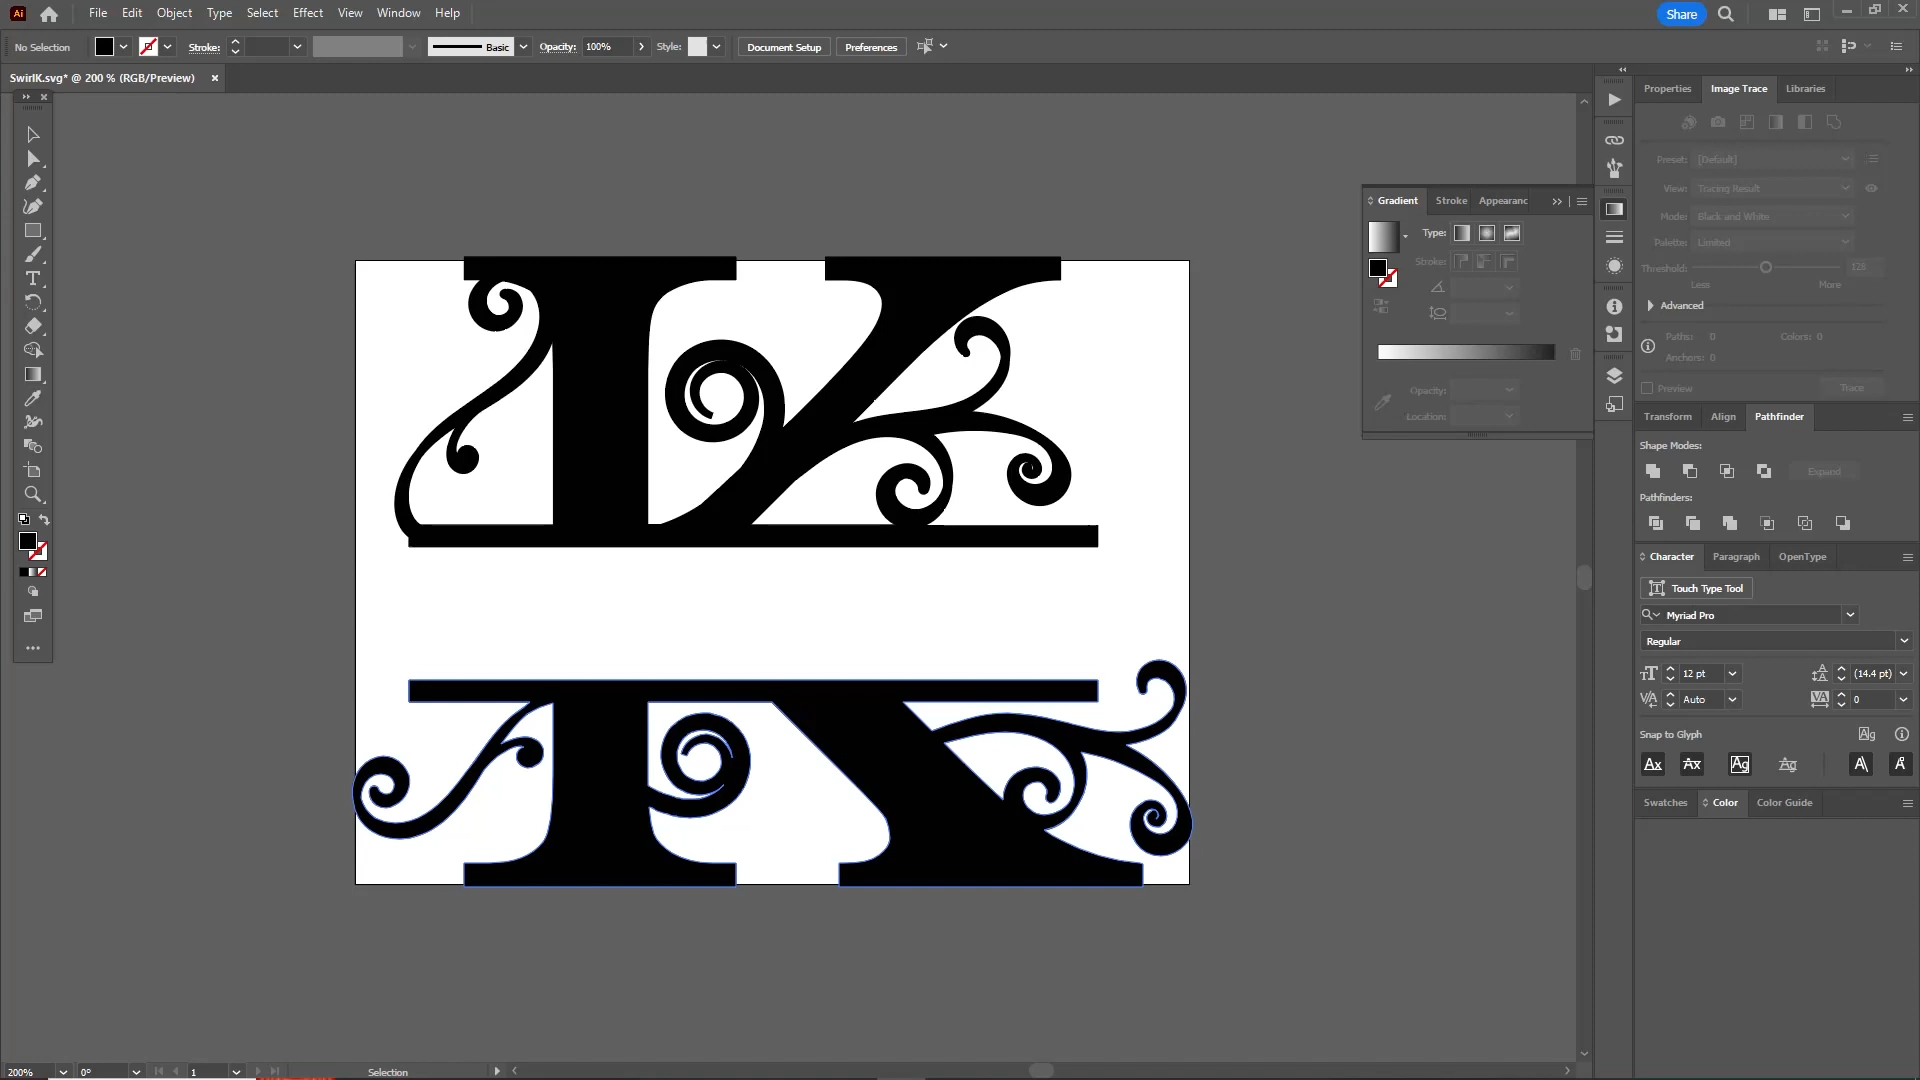 Ai File Edit Object Type Select Effect View Window Help Share
No Selection Stroke: Basic Opacity: 100% Style: Document Setup Preferences
SwirlK.svg* @ 200 % (RGB/Preview)
Properties Image Trace Libraries
Preset: [Default]
View: Tracing Result
Mode: Black and White
Palette: Limited
Threshold: 128
Less More
Advanced
Paths: 0 Colors: 0
Anchors: 0
Preview Trace
Gradient Stroke Appearanc
Type:
Stroke:
Opacity:
Location:
Transform Align Pathfinder
Shape Modes:
Expand
Pathfinders:
Character Paragraph OpenType
Touch Type Tool
Myriad Pro
Regular
12 pt (14.4 pt)
Auto 0
Snap to Glyph
Swatches Color Color Guide
K
200% 0° 1 Selection